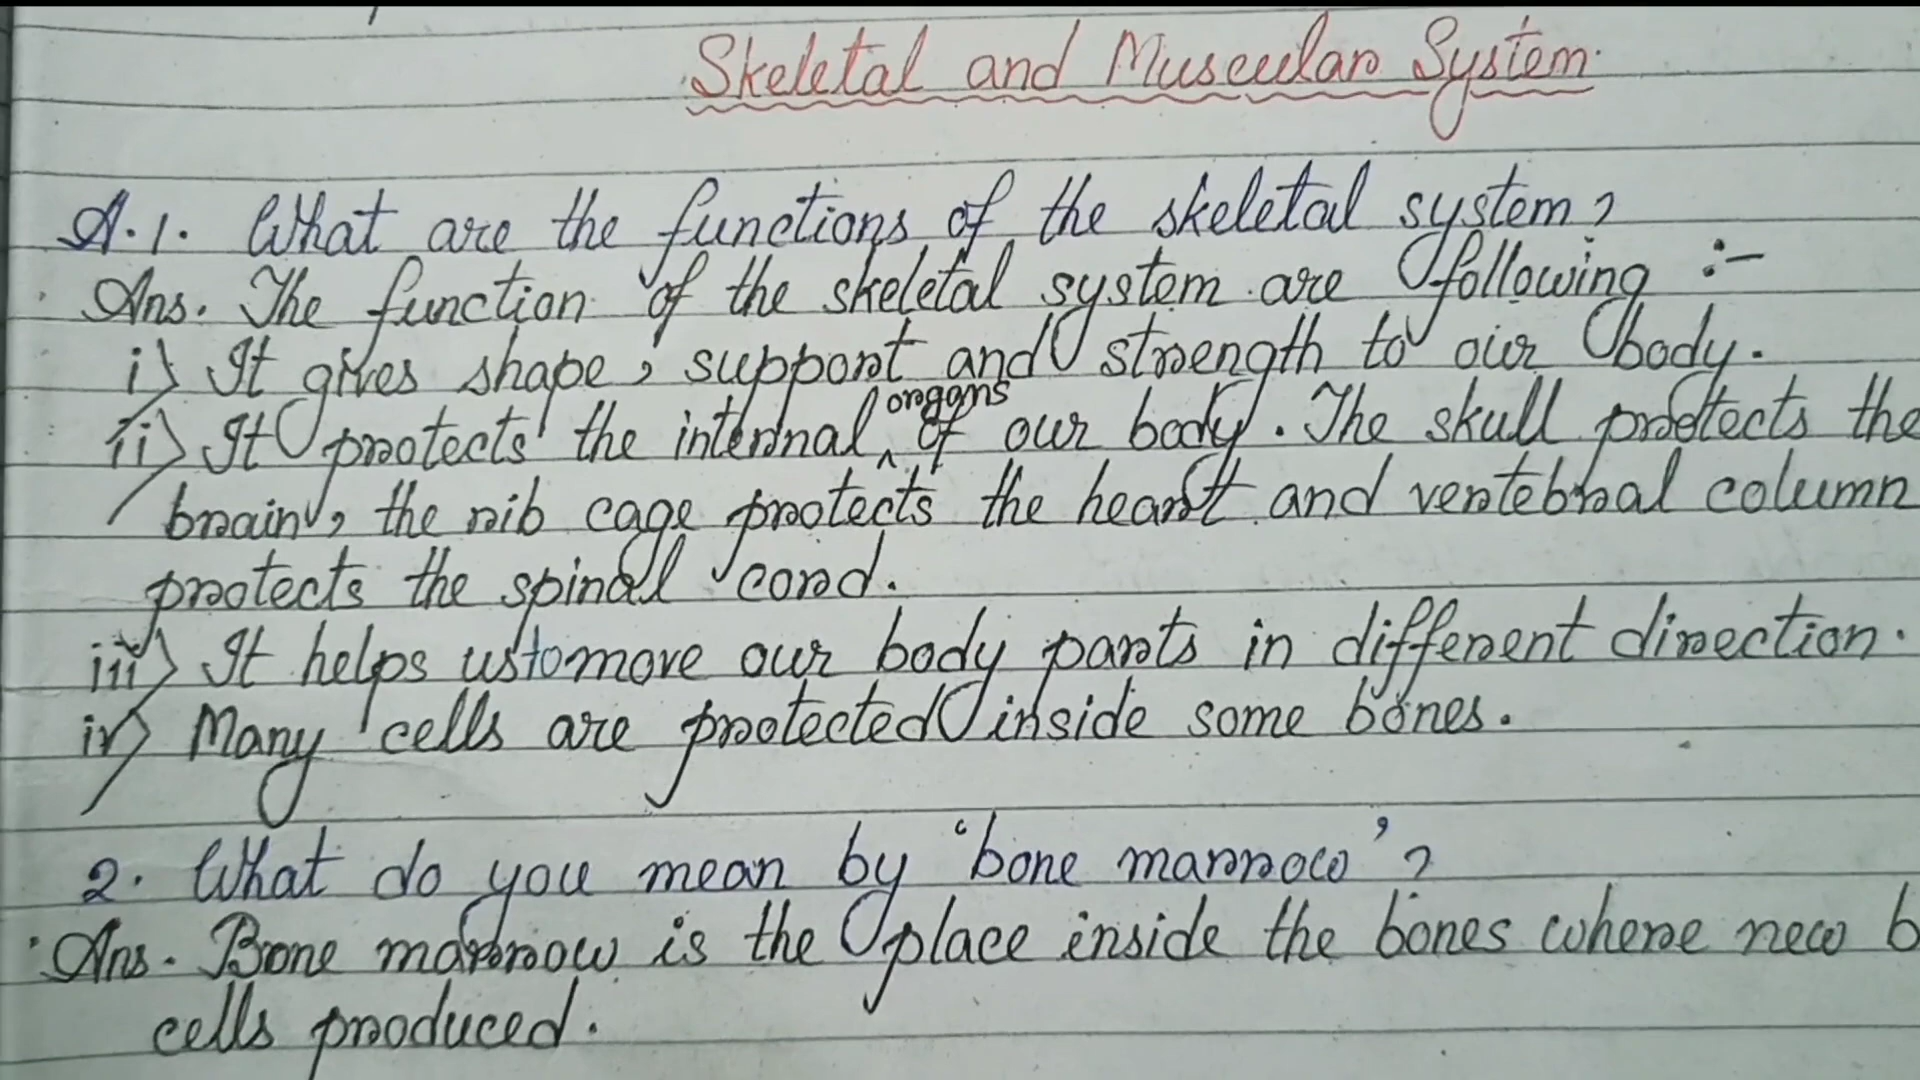 Skeletal and Muscular System
A.1. What are the functions of the skeletal system?
Ans. The function of the skeletal system are following :-
i) It gives shape, support and strength to our body.
ii) It protects the internal organs of our body. The skull protects the
brain, the rib cage protects the heart and vertebral column
protects the spinal cord.
iii) It helps us to move our body parts in different direction.
iv) Many cells are protected inside some bones.
2. What do you mean by 'bone marrow'?
Ans. Bone marrow is the place inside the bones where new b
cells produced.